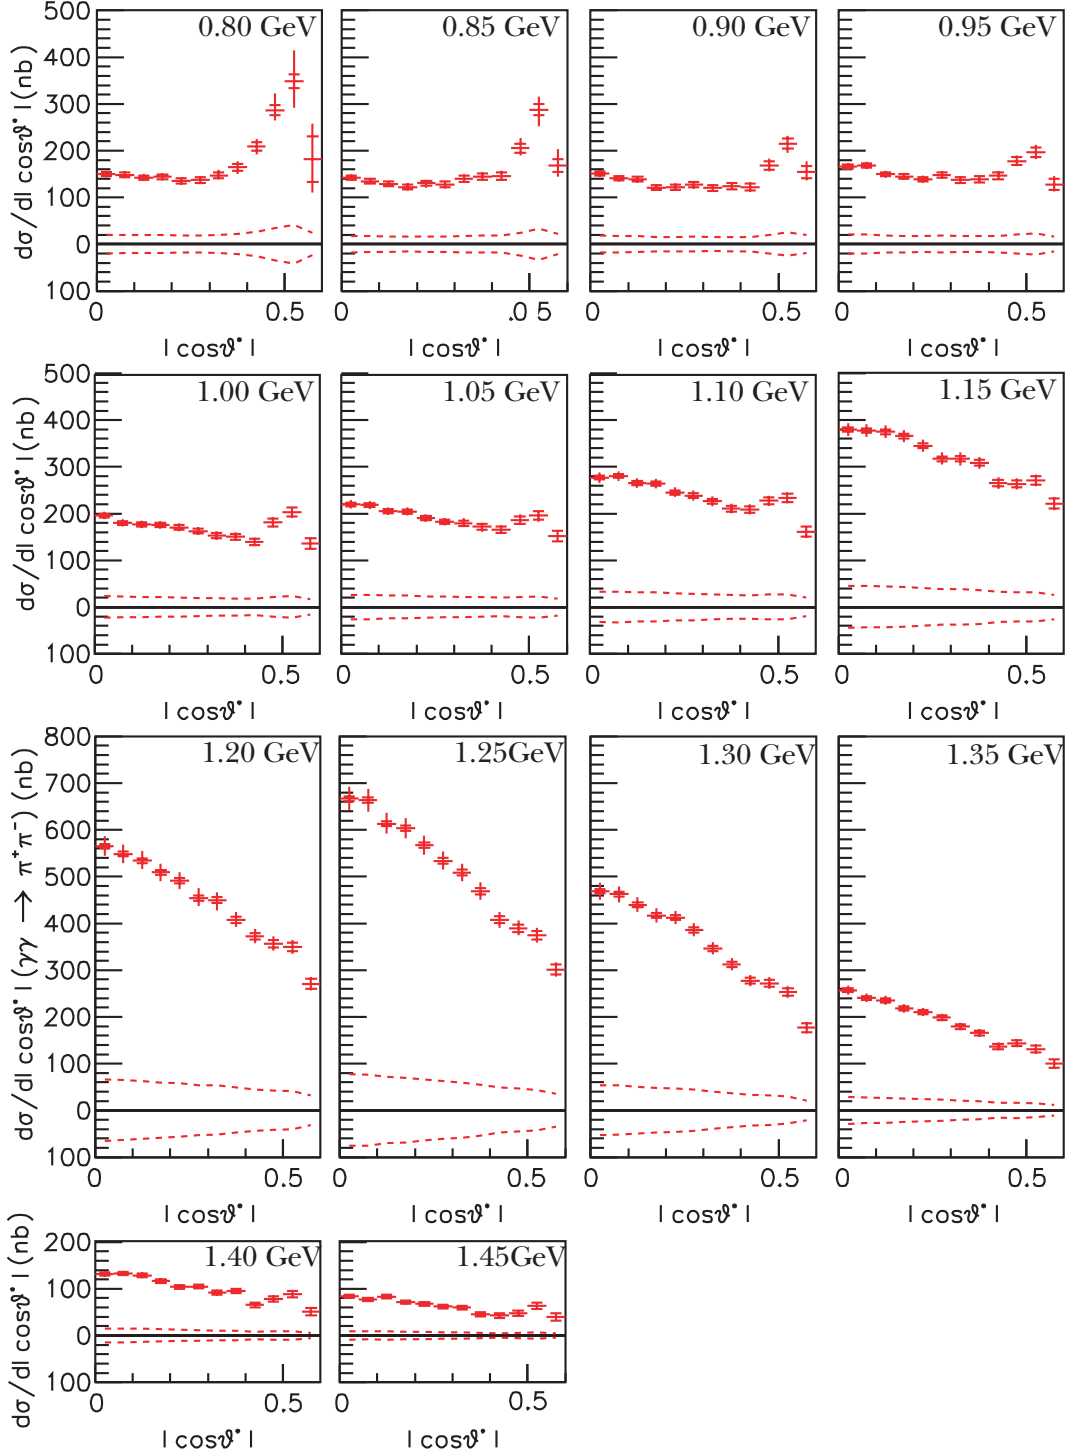 500 0.80 GeV 0.85 GeV 0.90 GeV 0.95 GeV
400
300
200
100
0
100
0 0.5 0 .0 5 0 0.5 0 0.5
dσ/dl cosϑ* l (nb)
l cosϑ* l l cosϑ* l l cosϑ* l l cosϑ* l
500 1.00 GeV 1.05 GeV 1.10 GeV 1.15 GeV
400
300
200
100
0
100
0 0.5 0 0.5 0 0.5 0 0.5
dσ/dl cosϑ* l (nb)
l cosϑ* l l cosϑ* l l cosϑ* l l cosϑ* l
800 1.20 GeV 1.25GeV 1.30 GeV 1.35 GeV
700
600
500
400
300
200
100
0
100
0 0.5 0 0.5 0 0.5 0 0.5
dσ/dl cosϑ* l (γγ → π⁺π⁻) (nb)
l cosϑ* l l cosϑ* l l cosϑ* l l cosϑ* l
200 1.40 GeV 1.45GeV
100
0
100
0 0.5 0 0.5
dσ/dl cosϑ* l (nb)
l cosϑ* l l cosϑ* l